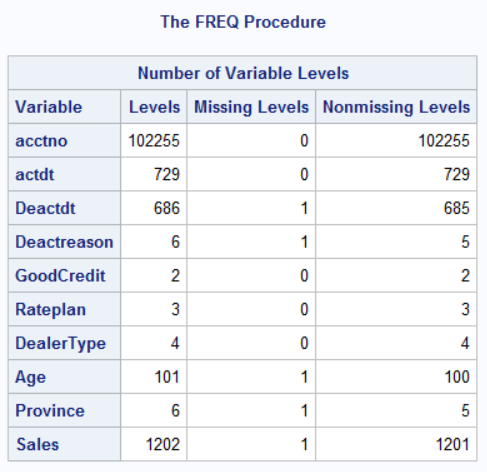 The FREQ Procedure
Number of Variable Levels
Variable Levels Missing Levels Nonmissing Levels
acctno 102255 0 102255
actdt 729 0 729
Deactdt 686 1 685
Deactreason 6 1 5
GoodCredit 2 0 2
Rateplan 3 0 3
DealerType 4 0 4
Age 101 1 100
Province 6 1 5
Sales 1202 1 1201